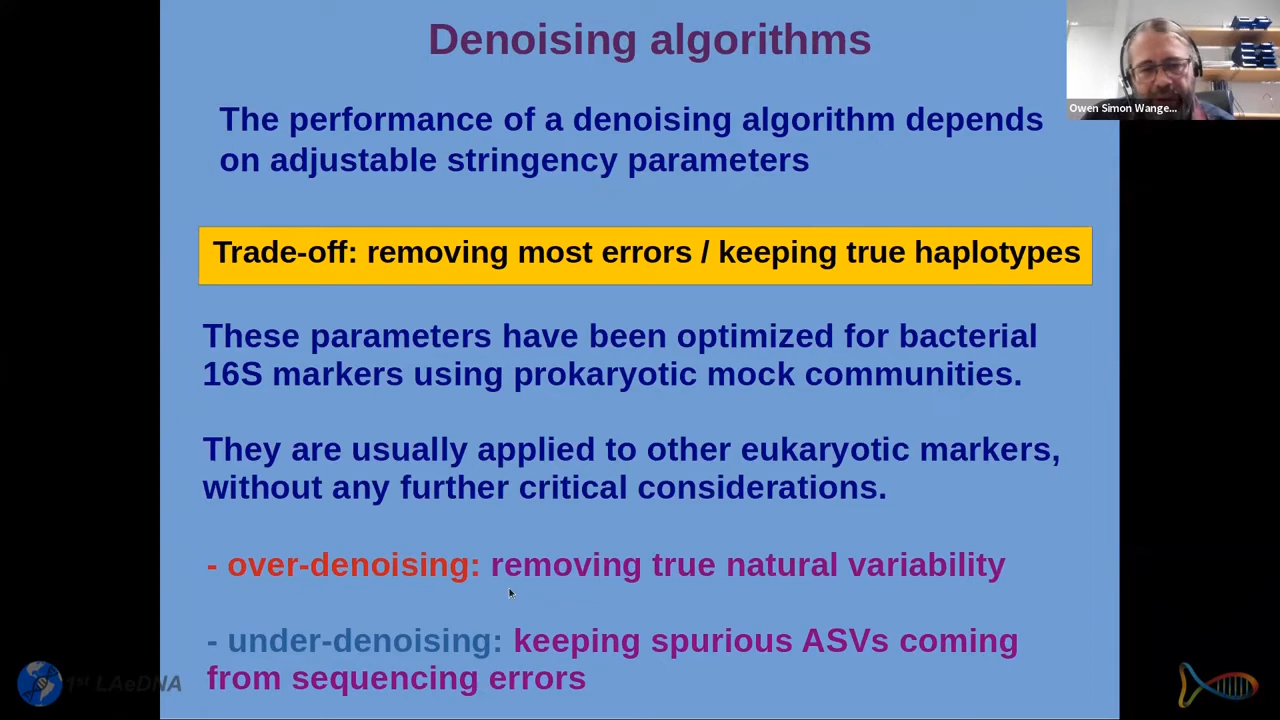 Denoising algorithms
Owen Simon Wange...
The performance of a denoising algorithm depends
on adjustable stringency parameters
Trade-off: removing most errors / keeping true haplotypes
These parameters have been optimized for bacterial
16S markers using prokaryotic mock communities.
They are usually applied to other eukaryotic markers,
without any further critical considerations.
- over-denoising: removing true natural variability
- under-denoising: keeping spurious ASVs coming
from sequencing errors
1st LAeDNA